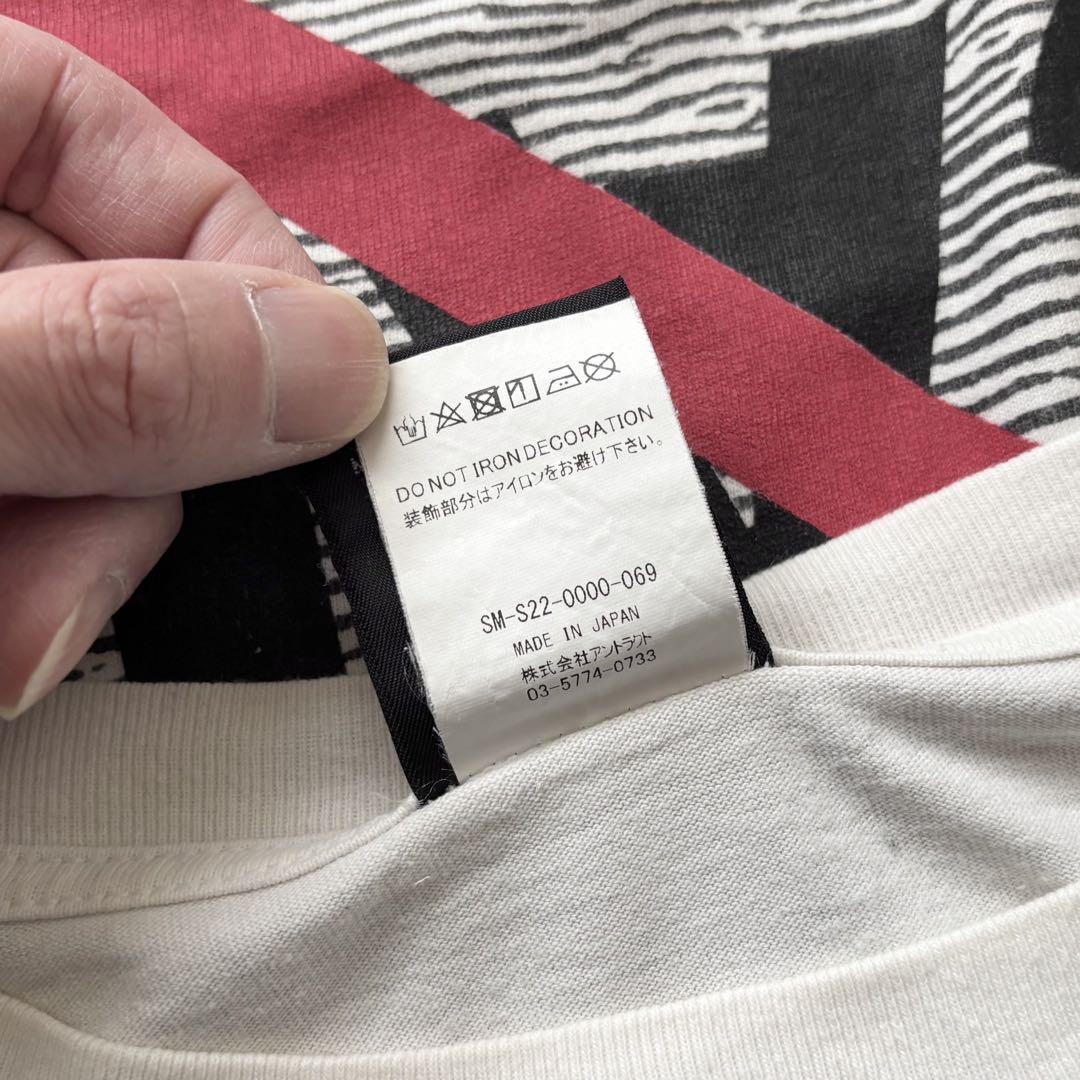 DO NOT IRON DECORATION
装飾部分はアイロンをお避け下さい。
SM-S22-0000-069
MADE IN JAPAN
株式会社アントラクト
03-5774-0733